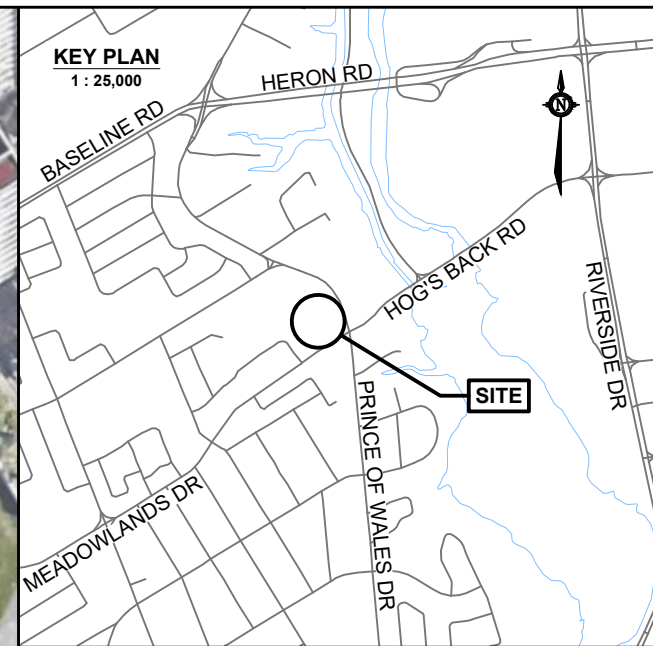 KEY PLAN
1 : 25,000
HERON RD
BASELINE RD
N
HOG'S BACK RD
RIVERSIDE DR
SITE
PRINCE OF WALES DR
MEADOWLANDS DR